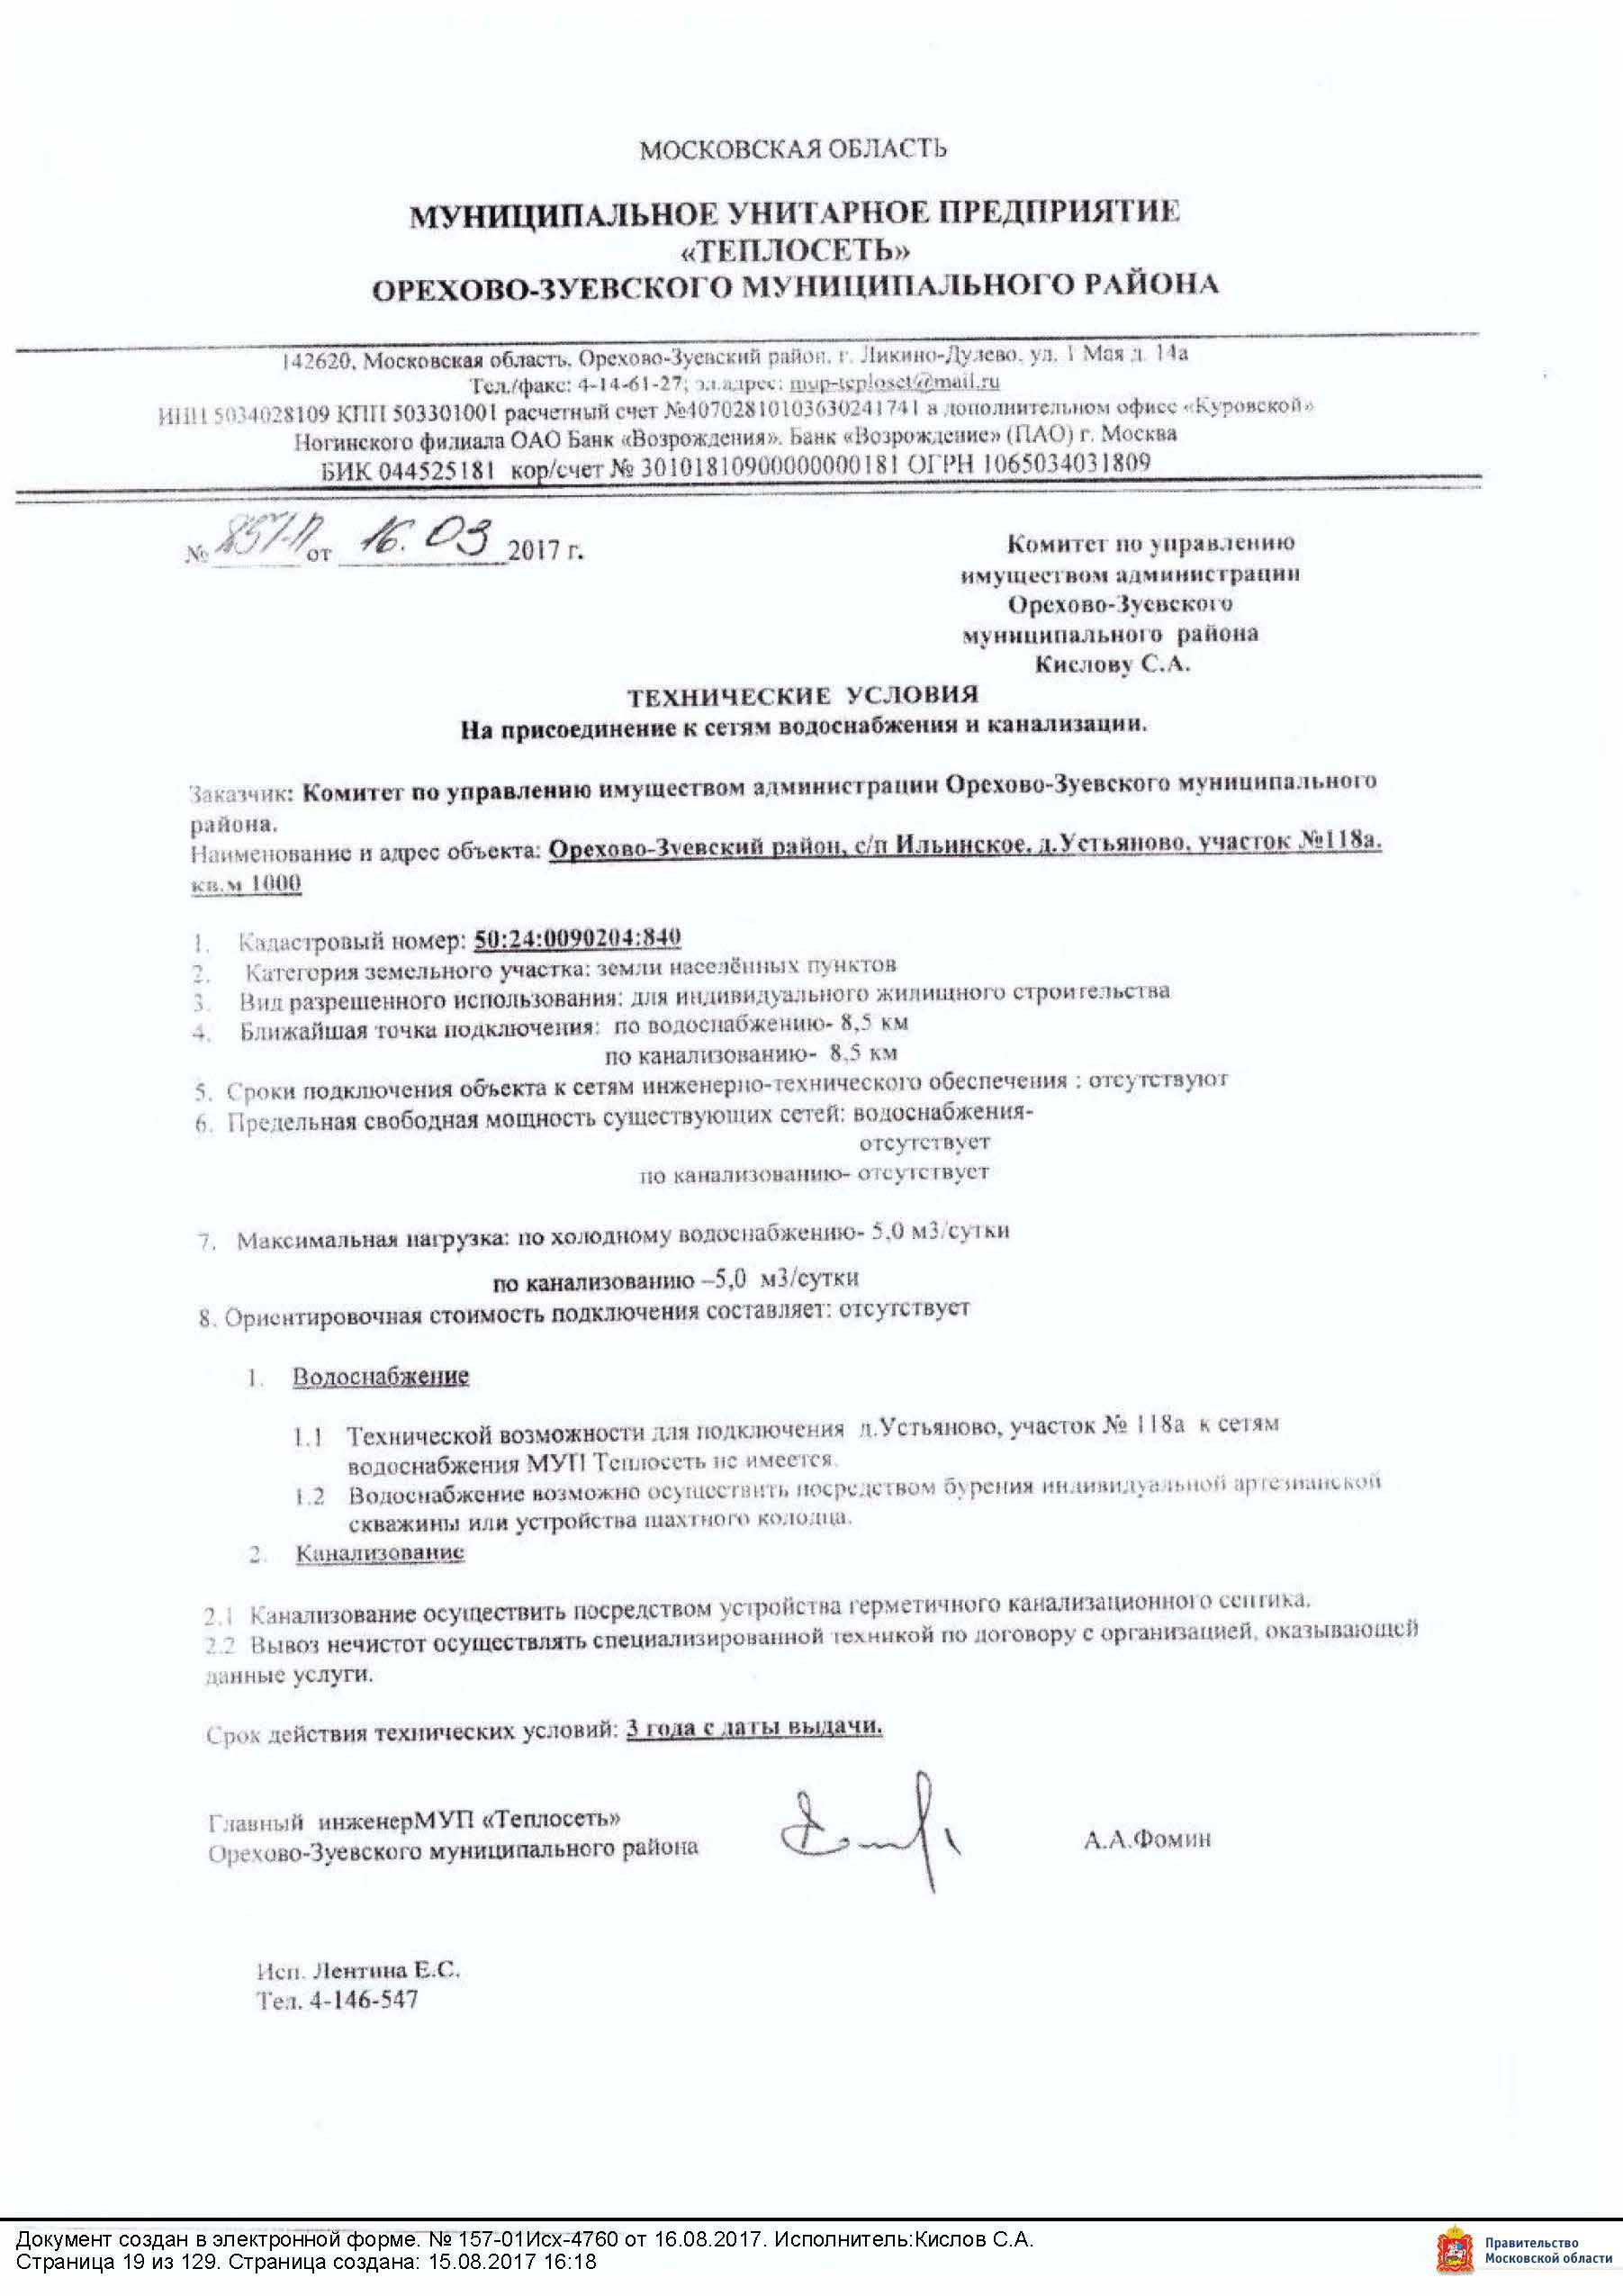 МОСКОВСКАЯ ОБЛАСТЬ
МУНИЦИПАЛЬНОЕ УНИТАРНОЕ ПРЕДПРИЯТИЕ
«ТЕПЛОСЕТЬ»
ОРЕХОВО-ЗУЕВСКОГО МУНИЦИПАЛЬНОГО РАЙОНА
142620, Московская область, Орехово-Зуевский район, г. Ликино-Дулево, ул. 1 Мая д. 14а
Тел./факс: 4-14-61-27; эл.адрес: mup-teploset@mail.ru
ИНН 5034028109 КПП 503301001 расчетный счет №40702810103630241741 в дополнительном офисе «Куровской»
Ногинского филиала ОАО Банк «Возрождения». Банк «Возрождение» (ПАО) г. Москва
БИК 044525181 кор/счет № 30101810900000000181 ОГРН 1065034031809
№ от 16.03 2017 г.
Комитет по управлению
имуществом администрации
Орехово-Зуевского
муниципального района
Кислову С.А.
ТЕХНИЧЕСКИЕ УСЛОВИЯ
На присоединение к сетям водоснабжения и канализации.
Заказчик: Комитет по управлению имуществом администрации Орехово-Зуевского муниципального
района.
Наименование и адрес объекта: Орехово-Зуевский район, с/п Ильинское, д.Устьяново, участок №118а.
кв.м 1000
1. Кадастровый номер: 50:24:0090204:840
2. Категория земельного участка: земли населённых пунктов
3. Вид разрешенного использования: для индивидуального жилищного строительства
4. Ближайшая точка подключения: по водоснабжению- 8,5 км
по канализованию- 8,5 км
5. Сроки подключения объекта к сетям инженерно-технического обеспечения : отсутствуют
6. Предельная свободная мощность существующих сетей: водоснабжения-
отсутствует
по канализованию- отсутствует
7. Максимальная нагрузка: по холодному водоснабжению- 5,0 м3/сутки
по канализованию –5,0 м3/сутки
8. Ориентировочная стоимость подключения составляет: отсутствует
1. Водоснабжение
1.1 Технической возможности для подключения д.Устьяново, участок № 118а к сетям
водоснабжения МУП Теплосеть не имеется.
1.2 Водоснабжение возможно осуществить посредством бурения индивидуальной артезианской
скважины или устройства шахтного колодца.
2. Канализование
2.1 Канализование осуществить посредством устройства герметичного канализационного септика.
2.2 Вывоз нечистот осуществлять специализированной техникой по договору с организацией, оказывающей
данные услуги.
Срок действия технических условий: 3 года с даты выдачи.
Главный инженерМУП «Теплосеть»
Орехово-Зуевского муниципального района
А.А.Фомин
Исп. Лентина Е.С.
Тел. 4-146-547
Документ создан в электронной форме. № 157-01Исх-4760 от 16.08.2017. Исполнитель:Кислов С.А.
Страница 19 из 129. Страница создана: 15.08.2017 16:18
Правительство
Московской области